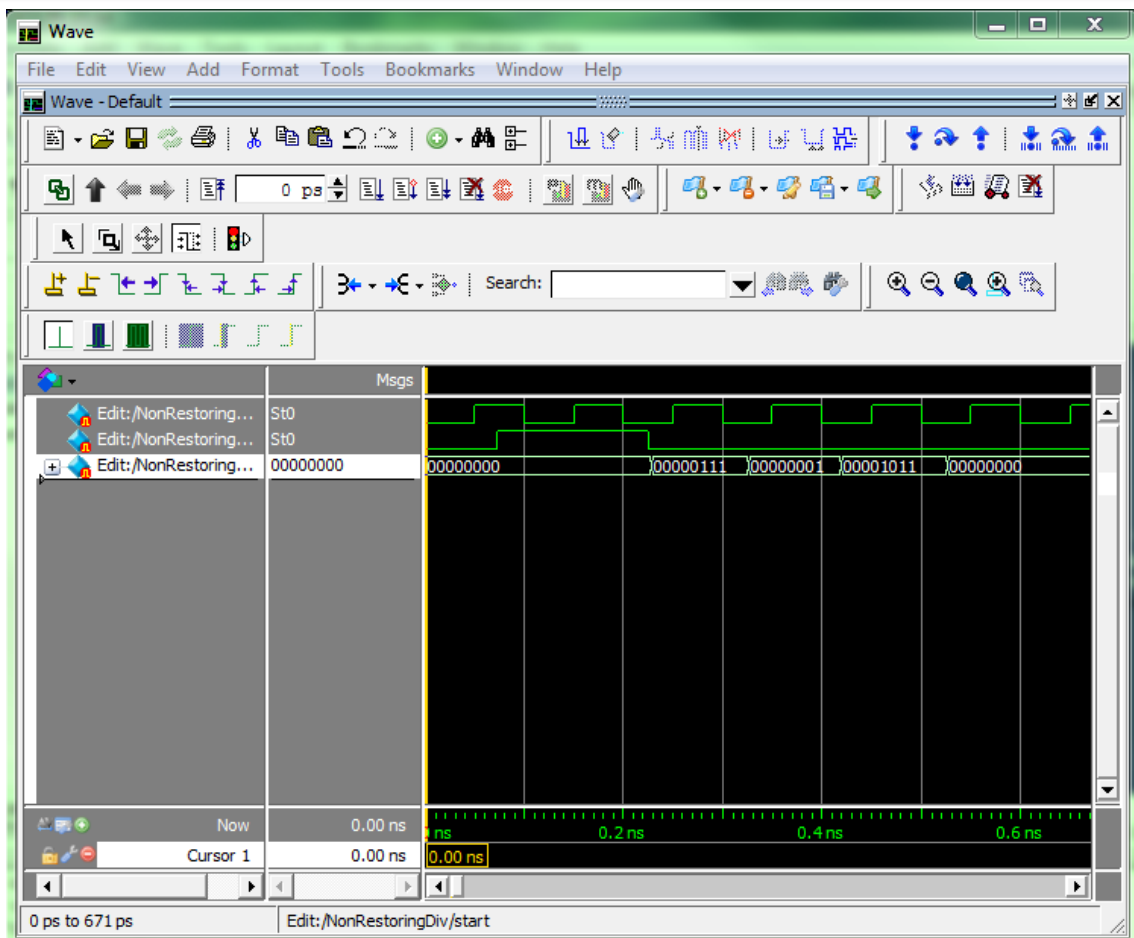 Wave
File Edit View Add Format Tools Bookmarks Window Help
Wave - Default
0 ps
Search:
Msgs
Edit:/NonRestoring... St0
Edit:/NonRestoring... St0
Edit:/NonRestoring... 00000000 00000000 00000111 00000001 00001011 00000000
Now 0.00 ns ns 0.2 ns 0.4 ns 0.6 ns
Cursor 1 0.00 ns 0.00 ns
0 ps to 671 ps Edit:/NonRestoringDiv/start